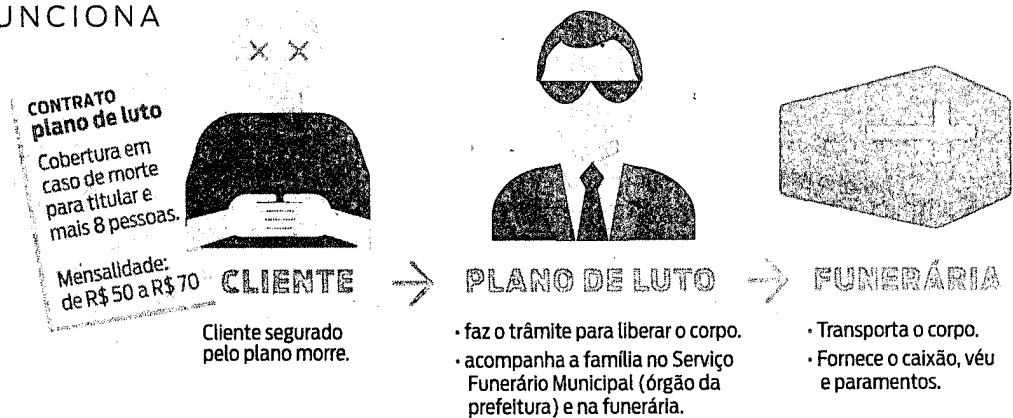 UNCIONA
CONTRATO
plano de luto
Cobertura em
caso de morte
para titular e
mais 8 pessoas.
Mensalidade:
de R$ 50 a R$ 70
CLIENTE
Cliente segurado
pelo plano morre.
PLANO DE LUTO
· faz o trâmite para liberar o corpo.
· acompanha a família no Serviço
Funerário Municipal (órgão da
prefeitura) e na funerária.
FUNERÁRIA
· Transporta o corpo.
· Fornece o caixão, véu
e paramentos.